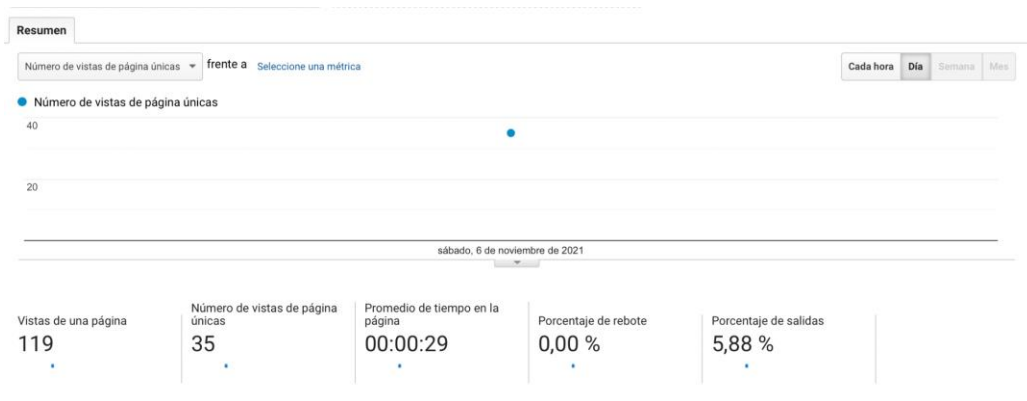 Resumen
Número de vistas de página únicas frente a Seleccione una métrica
Cada hora Día Semana Mes
Número de vistas de página únicas
40
20
sábado, 6 de noviembre de 2021
Vistas de una página
119
Número de vistas de página
únicas
35
Promedio de tiempo en la
página
00:00:29
Porcentaje de rebote
0,00 %
Porcentaje de salidas
5,88 %